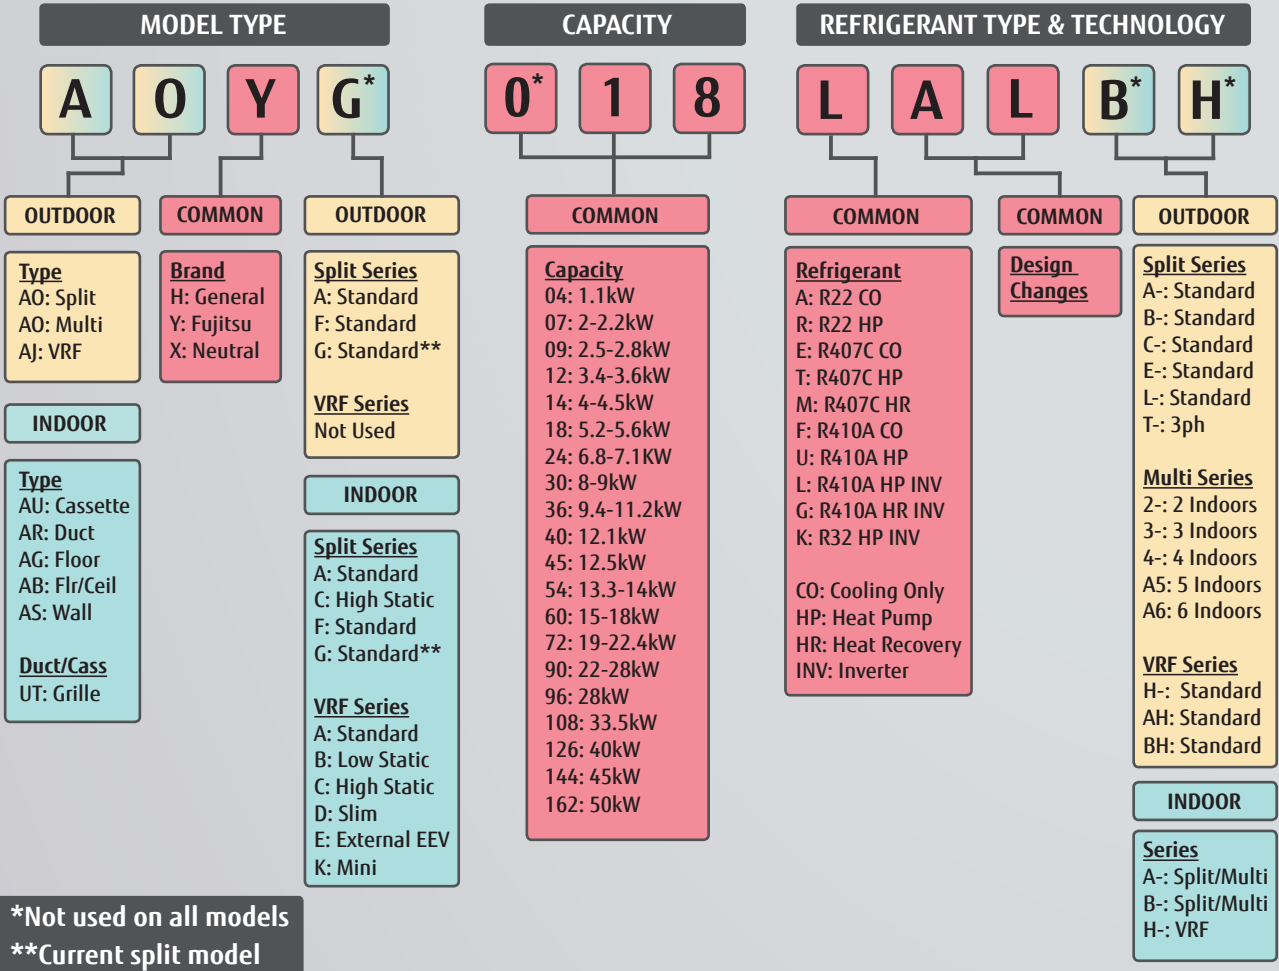 MODEL TYPE
A O Y G*
OUTDOOR
Type
AO: Split
AO: Multi
AJ: VRF
INDOOR
Type
AU: Cassette
AR: Duct
AG: Floor
AB: Flr/Ceil
AS: Wall
Duct/Cass
UT: Grille
COMMON
Brand
H: General
Y: Fujitsu
X: Neutral
OUTDOOR
Split Series
A: Standard
F: Standard
G: Standard**
VRF Series
Not Used
INDOOR
Split Series
A: Standard
C: High Static
F: Standard
G: Standard**
VRF Series
A: Standard
B: Low Static
C: High Static
D: Slim
E: External EEV
K: Mini
CAPACITY
0* 1 8
COMMON
Capacity
04: 1.1kW
07: 2-2.2kW
09: 2.5-2.8kW
12: 3.4-3.6kW
14: 4-4.5kW
18: 5.2-5.6kW
24: 6.8-7.1KW
30: 8-9kW
36: 9.4-11.2kW
40: 12.1kW
45: 12.5kW
54: 13.3-14kW
60: 15-18kW
72: 19-22.4kW
90: 22-28kW
96: 28kW
108: 33.5kW
126: 40kW
144: 45kW
162: 50kW
REFRIGERANT TYPE & TECHNOLOGY
L A L B* H*
COMMON
Refrigerant
A: R22 CO
R: R22 HP
E: R407C CO
T: R407C HP
M: R407C HR
F: R410A CO
U: R410A HP
L: R410A HP INV
G: R410A HR INV
K: R32 HP INV
CO: Cooling Only
HP: Heat Pump
HR: Heat Recovery
INV: Inverter
COMMON
Design
Changes
OUTDOOR
Split Series
A-: Standard
B-: Standard
C-: Standard
E-: Standard
L-: Standard
T-: 3ph
Multi Series
2-: 2 Indoors
3-: 3 Indoors
4-: 4 Indoors
A5: 5 Indoors
A6: 6 Indoors
VRF Series
H-: Standard
AH: Standard
BH: Standard
INDOOR
Series
A-: Split/Multi
B-: Split/Multi
H-: VRF
*Not used on all models
**Current split model